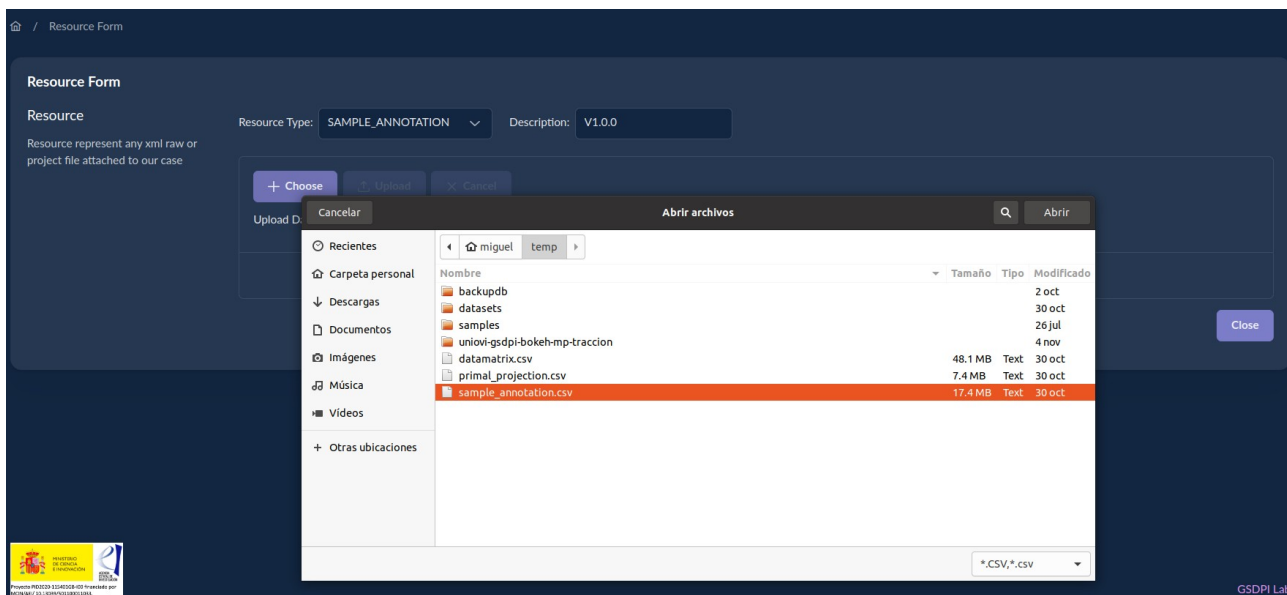 / Resource Form
Resource Form
Resource
Resource represent any xml raw or
project file attached to our case
Resource Type: SAMPLE_ANNOTATION Description: V1.0.0
+ Choose Upload × Cancel
Upload D
Cancelar Abrir archivos Abrir
Recientes
Carpeta personal
Descargas
Documentos
Imágenes
Música
Vídeos
+ Otras ubicaciones
miguel temp
Nombre Tamaño Tipo Modificado
backupdb 2 oct
datasets 30 oct
samples 26 jul
uniovi-gsdpi-bokeh-mp-traccion 4 nov
datamatrix.csv 48.1 MB Text 30 oct
primal_projection.csv 7.4 MB Text 30 oct
sample_annotation.csv 17.4 MB Text 30 oct
*.CSV,*.csv
Close
MINISTERIO
DE CIENCIA
E INNOVACIÓN
GSDPI Lab